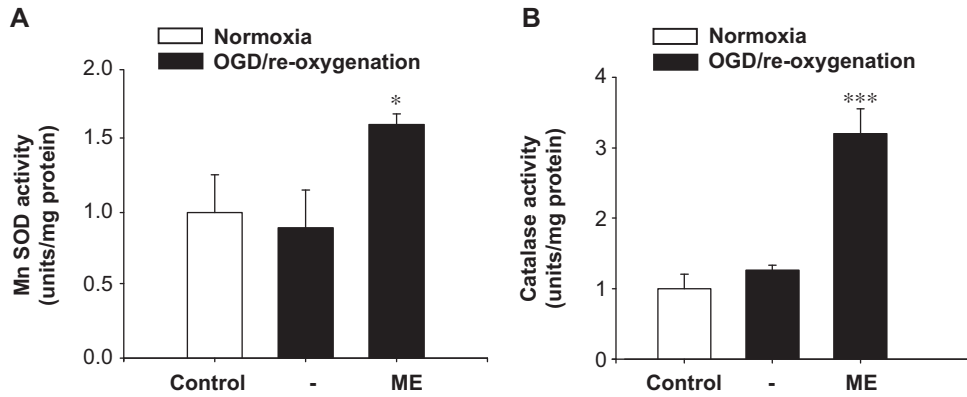 A
Normoxia
OGD/re-oxygenation
Mn SOD activity
(units/mg protein)
2.0
1.5
1.0
0.5
0.0
*
Control - ME
B
Normoxia
OGD/re-oxygenation
Catalase activity
(units/mg protein)
4
3
2
1
0
***
Control - ME